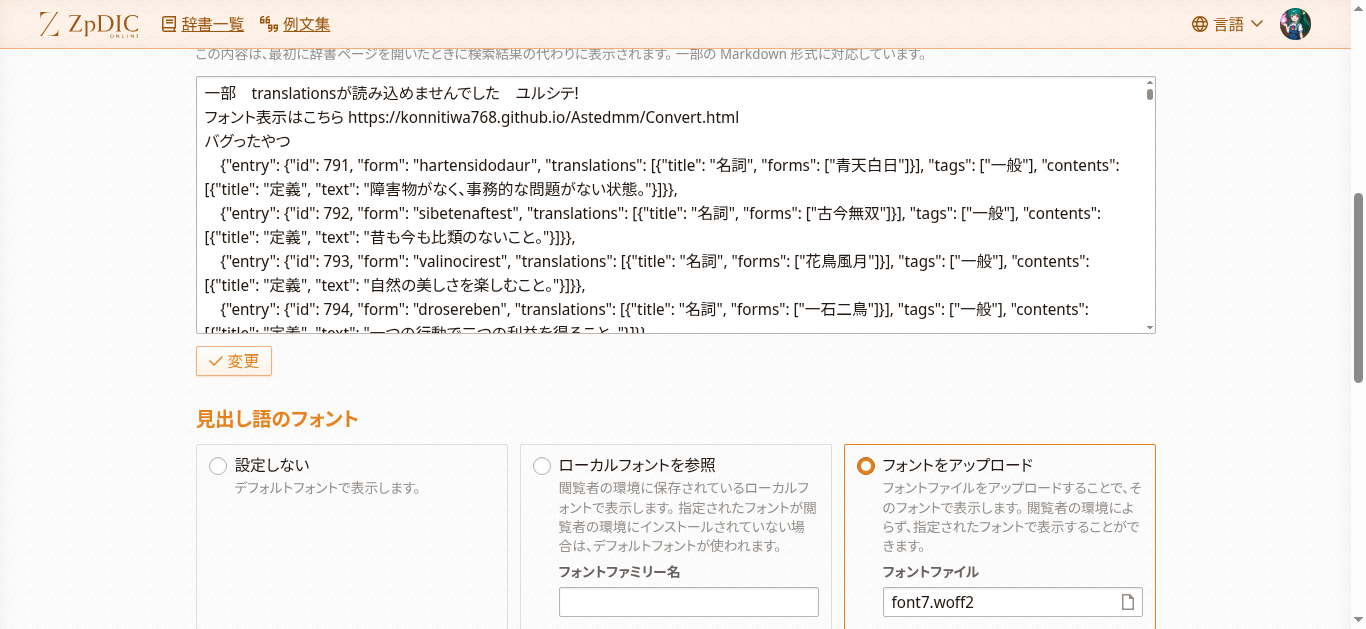 ZpDIC
ONLINE
辞書一覧
例文集
言語
この内容は、最初に辞書ページを開いたときに検索結果の代わりに表示されます。一部の Markdown 形式に対応しています。
一部　translationsが読み込めませんでした　ユルシテ!
フォント表示はこちら https://konnitiwa768.github.io/Astedmm/Convert.html
バグったやつ
{"entry": {"id": 791, "form": "hartensidodaur", "translations": [{"title": "名詞", "forms": ["青天白日"]}], "tags": ["一般"], "contents":
[{"title": "定義", "text": "障害物がなく、事務的な問題がない状態。"}]}},
{"entry": {"id": 792, "form": "sibetenaftest", "translations": [{"title": "名詞", "forms": ["古今無双"]}], "tags": ["一般"], "contents":
[{"title": "定義", "text": "昔も今も比類のないこと。"}]}},
{"entry": {"id": 793, "form": "valinocirest", "translations": [{"title": "名詞", "forms": ["花鳥風月"]}], "tags": ["一般"], "contents":
[{"title": "定義", "text": "自然の美しさを楽しむこと。"}]}},
{"entry": {"id": 794, "form": "drosereben", "translations": [{"title": "名詞", "forms": ["一石二鳥"]}], "tags": ["一般"], "contents":
[{"title": "定義", "text": "一つの行動で二つの利益を得ること。"}]}},
変更
見出し語のフォント
設定しない
デフォルトフォントで表示します。
ローカルフォントを参照
閲覧者の環境に保存されているローカルフ
ォントで表示します。指定されたフォントが閲
覧者の環境にインストールされていない場
合は、デフォルトフォントが使われます。
フォントファミリー名
フォントをアップロード
フォントファイルをアップロードすることで、そ
のフォントで表示します。閲覧者の環境によ
らず、指定されたフォントで表示することがで
きます。
フォントファイル
font7.woff2